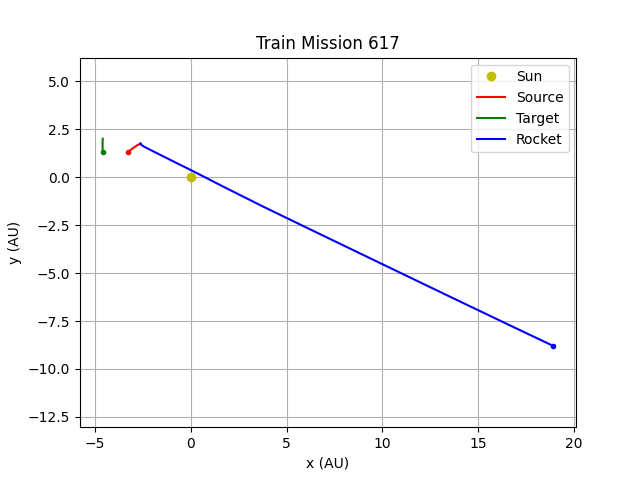 Train Mission 617
Sun
Source
Target
Rocket
5.0
2.5
0.0
−2.5
−5.0
−7.5
−10.0
−12.5
y (AU)
−5 0 5 10 15 20
x (AU)